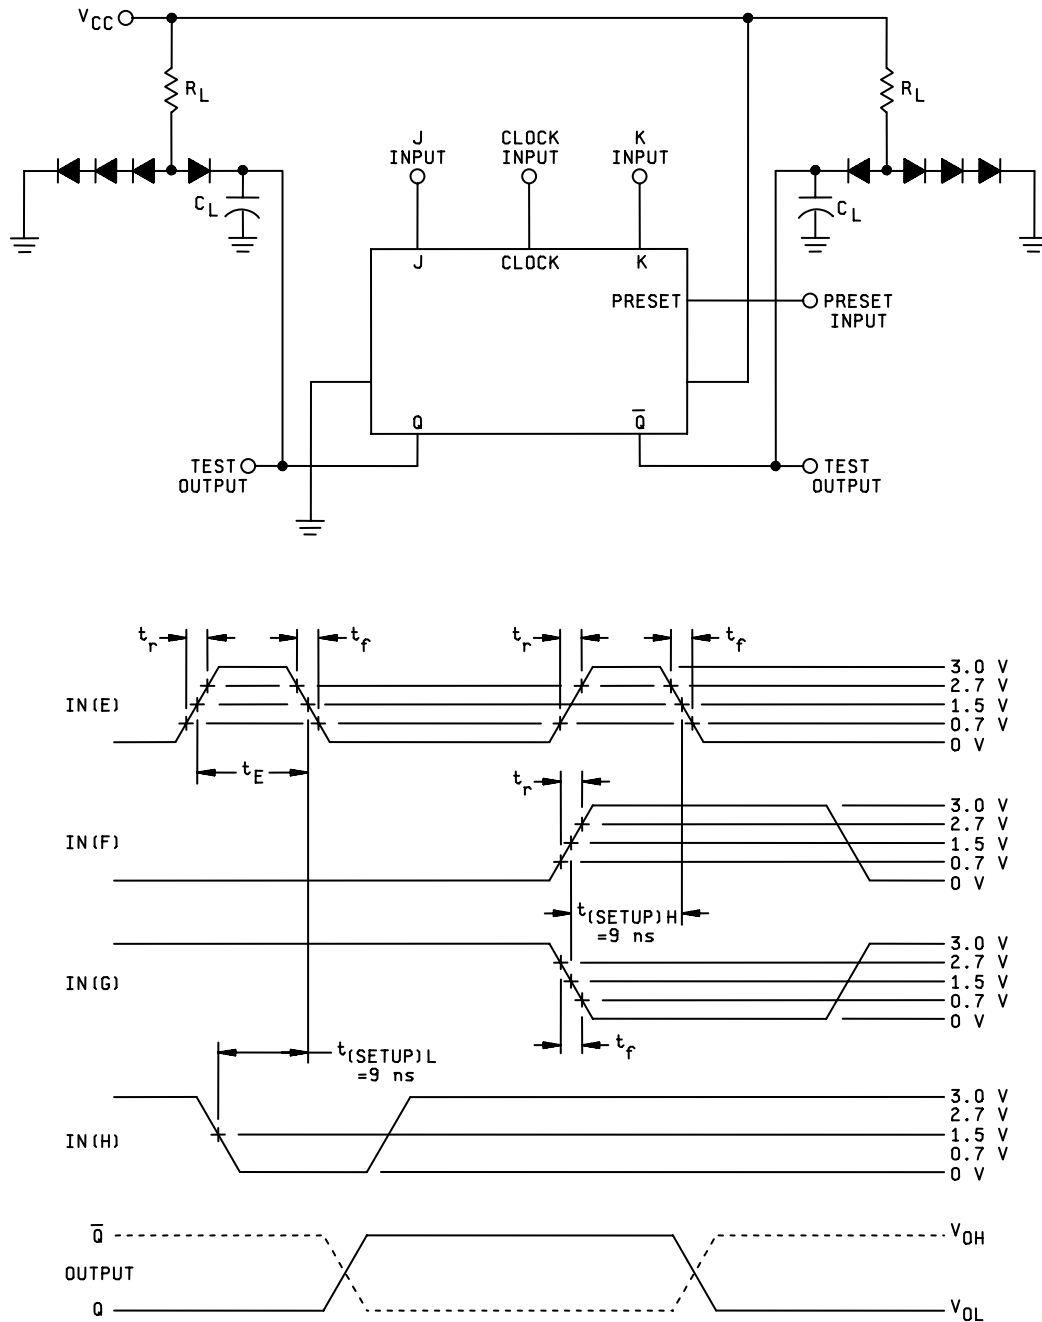 VCC
RL
RL
J
INPUT
CLOCK
INPUT
K
INPUT
CL
CL
J
CLOCK
K
PRESET
PRESET
INPUT
Q
Q̅
TEST
OUTPUT
TEST
OUTPUT
tr
tf
tr
tf
IN(E)
3.0 V
2.7 V
1.5 V
0.7 V
0 V
tE
tr
IN(F)
3.0 V
2.7 V
1.5 V
0.7 V
0 V
t(SETUP)H
=9 ns
IN(G)
3.0 V
2.7 V
1.5 V
0.7 V
0 V
tf
t(SETUP)L
=9 ns
IN(H)
3.0 V
2.7 V
1.5 V
0.7 V
0 V
Q̅
VOH
OUTPUT
Q
VOL